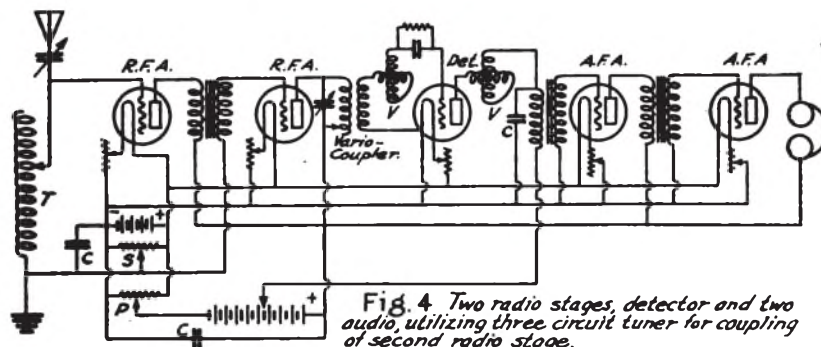 R.F.A.
R.F.A.
Det.
A.F.A.
A.F.A
V
V
C
Vario-
Coupler.
T
- +
C
S
P
+
C
Fig. 4 Two radio stages, detector and two
audio, utilizing three circuit tuner for coupling
of second radio stage.